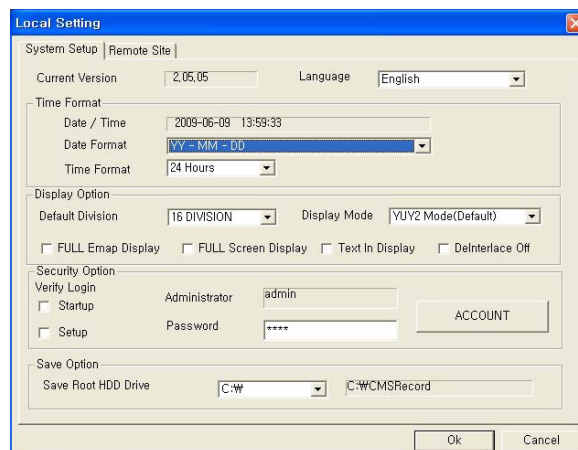 Local Setting
System Setup Remote Site
Current Version 2,05,05 Language English
Time Format
Date / Time 2009-06-09 13:59:33
Date Format YY - MM - DD
Time Format 24 Hours
Display Option
Default Division 16 DIVISION Display Mode YUY2 Mode(Default)
FULL Emap Display FULL Screen Display Text In Display DeInterlace Off
Security Option
Verify Login
Startup Administrator admin
Setup Password ****
ACCOUNT
Save Option
Save Root HDD Drive C:₩ C:₩CMSRecord
Ok Cancel